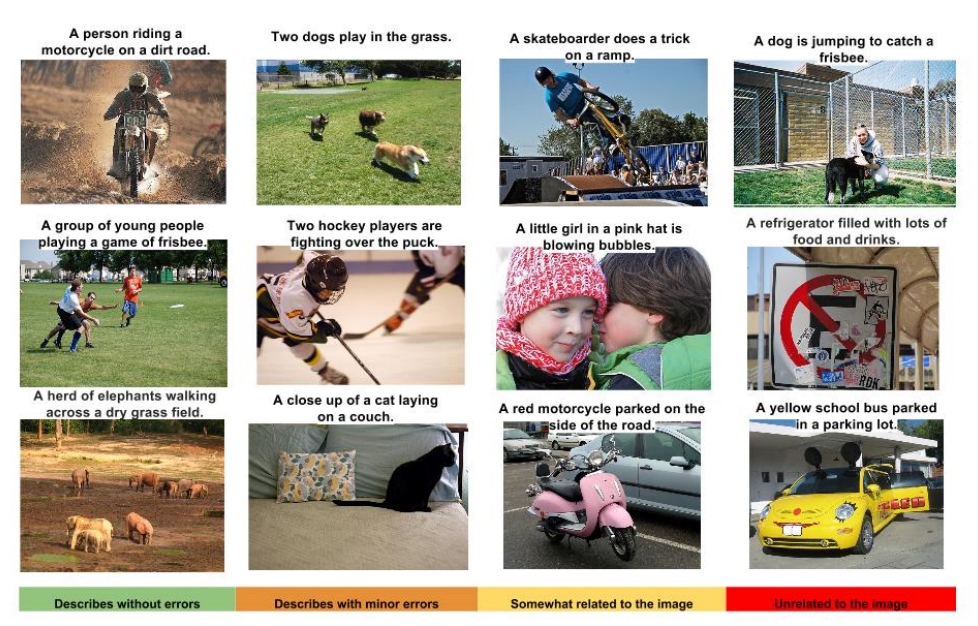 A person riding a
motorcycle on a dirt road.
Two dogs play in the grass.
A skateboarder does a trick
on a ramp.
A dog is jumping to catch a
frisbee.
A group of young people
playing a game of frisbee.
Two hockey players are
fighting over the puck.
A little girl in a pink hat is
blowing bubbles.
A refrigerator filled with lots of
food and drinks.
RDK
A herd of elephants walking
across a dry grass field.
A close up of a cat laying
on a couch.
A red motorcycle parked on the
side of the road.
A yellow school bus parked
in a parking lot.
Describes without errors
Describes with minor errors
Somewhat related to the image
Unrelated to the image